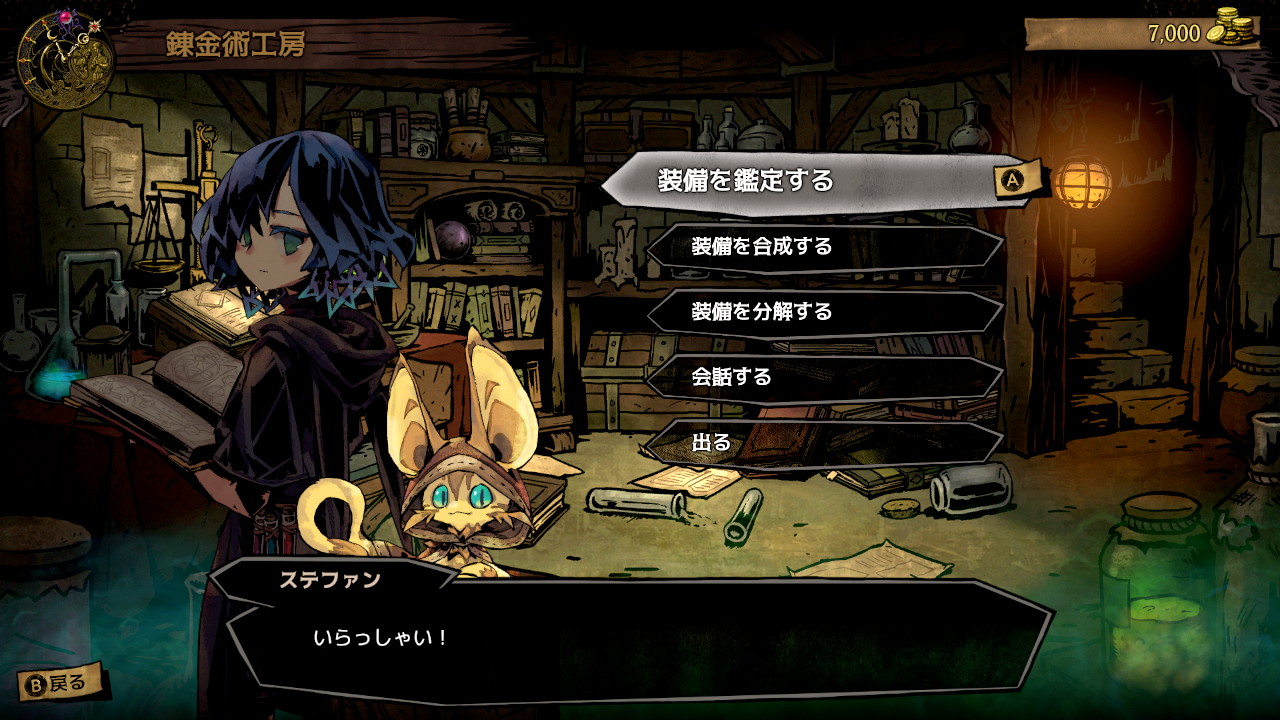 錬金術工房
7,000
装備を鑑定する
A
装備を合成する
装備を分解する
会話する
出る
ステファン
いらっしゃい！
B 戻る